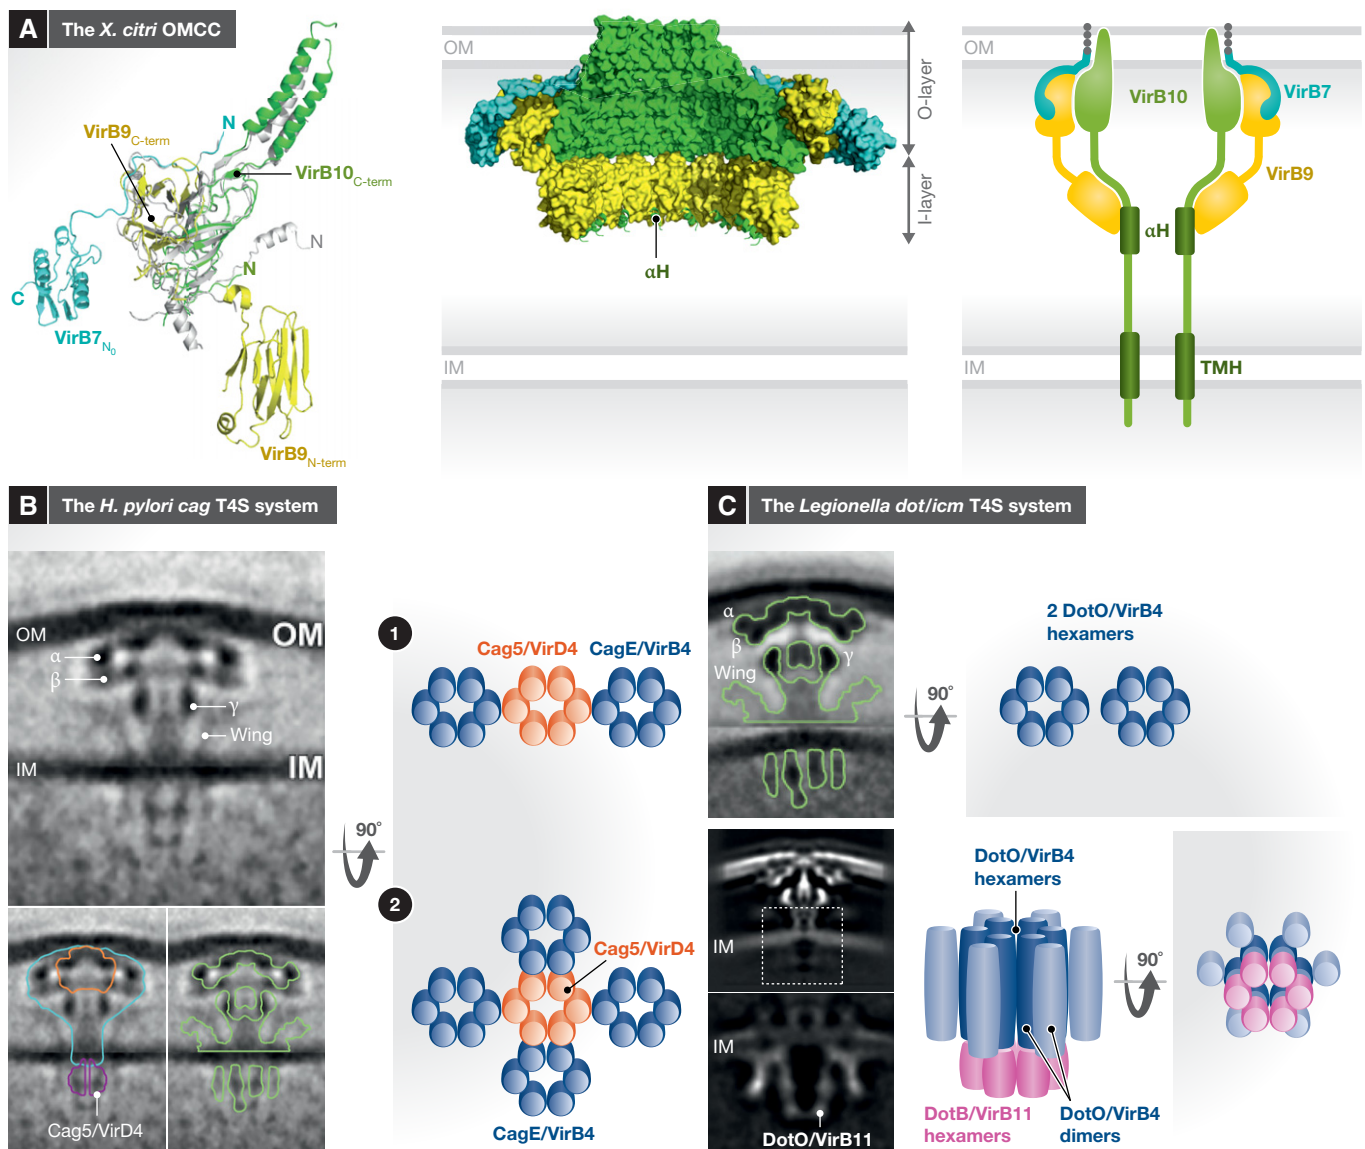 A The X. citri OMCC
VirB9C-term
N
VirB10C-term
N
N
C
VirB7N0
VirB9N-term
OM
O-layer
I-layer
αH
IM
OM
VirB10
VirB7
VirB9
αH
IM
TMH
B The H. pylori cag T4S system
OM
OM
α
β
γ
Wing
IM
IM
90°
Cag5/VirD4
1
Cag5/VirD4 CagE/VirB4
2
Cag5/VirD4
CagE/VirB4
C The Legionella dot/icm T4S system
α
β
γ
Wing
90°
2 DotO/VirB4
hexamers
IM
IM
DotO/VirB11
DotO/VirB4
hexamers
90°
DotB/VirB11
hexamers
DotO/VirB4
dimers